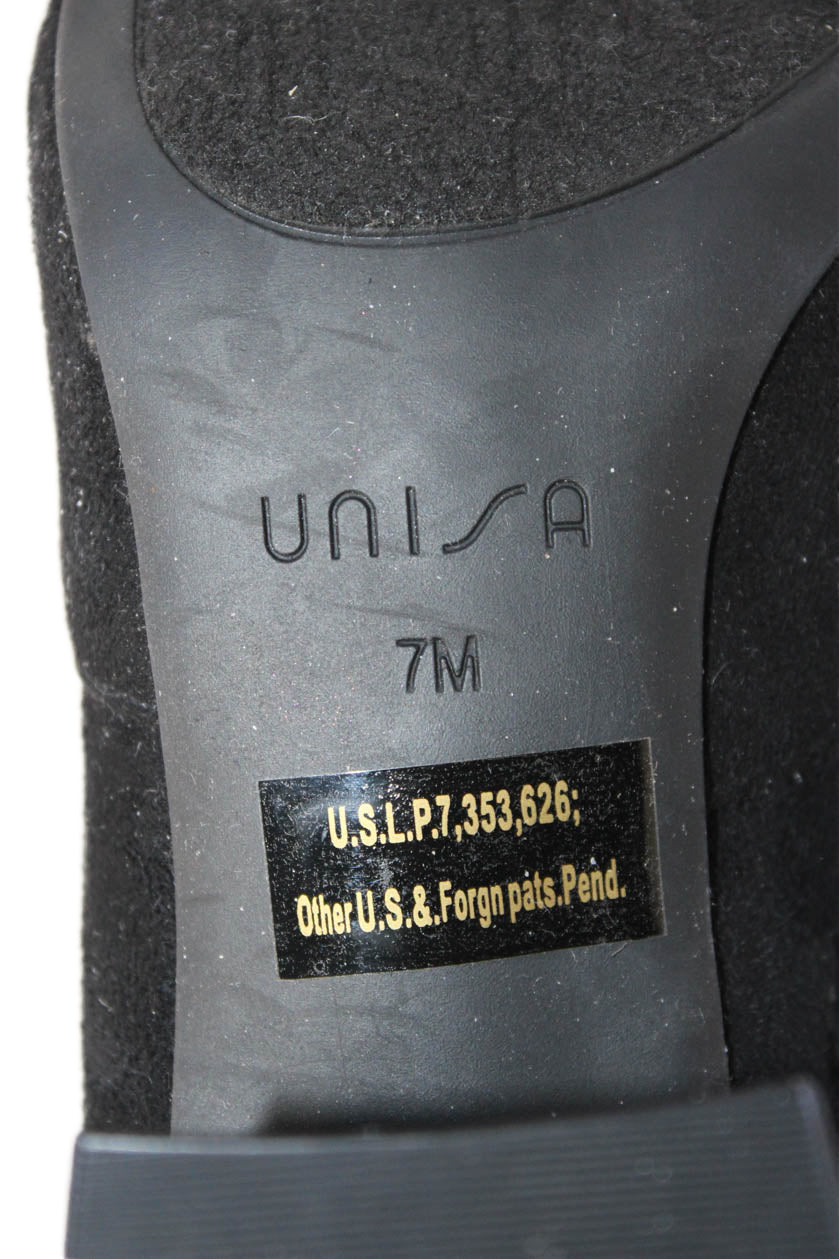 UNISA
7M
U.S.L.P.7,353,626;
Other U.S.&.Forgn pats.Pend.